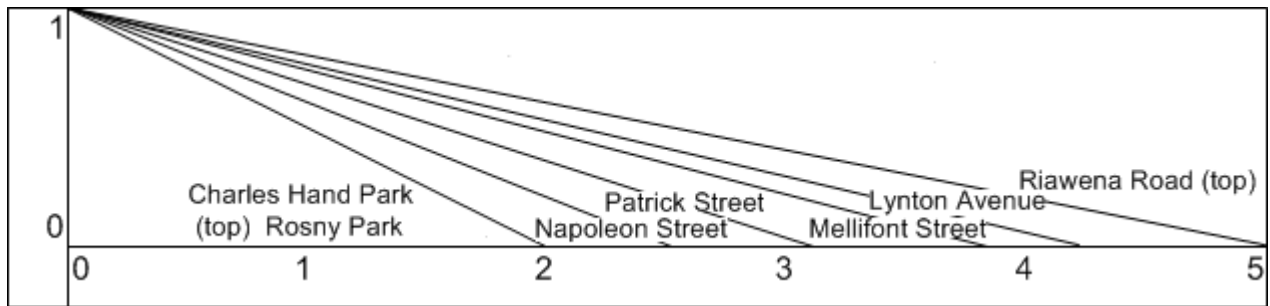 1
Riawena Road (top)
Charles Hand Park
Patrick Street
Lynton Avenue
0
(top) Rosny Park
Napoleon Street
Mellifont Street
0 1 2 3 4 5